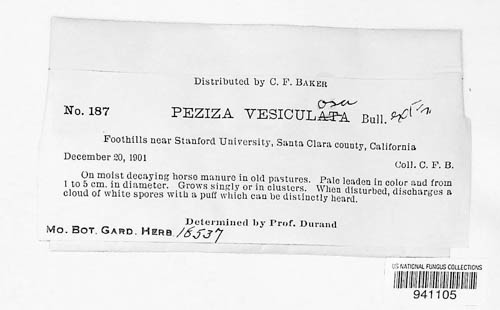 Distributed by C. F. BAKER
No. 187 PEZIZA VESICULATA osa Bull. ex Fr.
Foothills near Stanford University, Santa Clara county, California
December 20, 1901 Coll. C. F. B.
On moist decaying horse manure in old pastures. Pale leaden in color and from
1 to 5 cm. in diameter. Grows singly or in clusters. When disturbed, discharges a
cloud of white spores with a puff which can be distinctly heard.
Determined by Prof. Durand
MO. BOT. GARD. HERB. 16537
US NATIONAL FUNGUS COLLECTIONS
941105